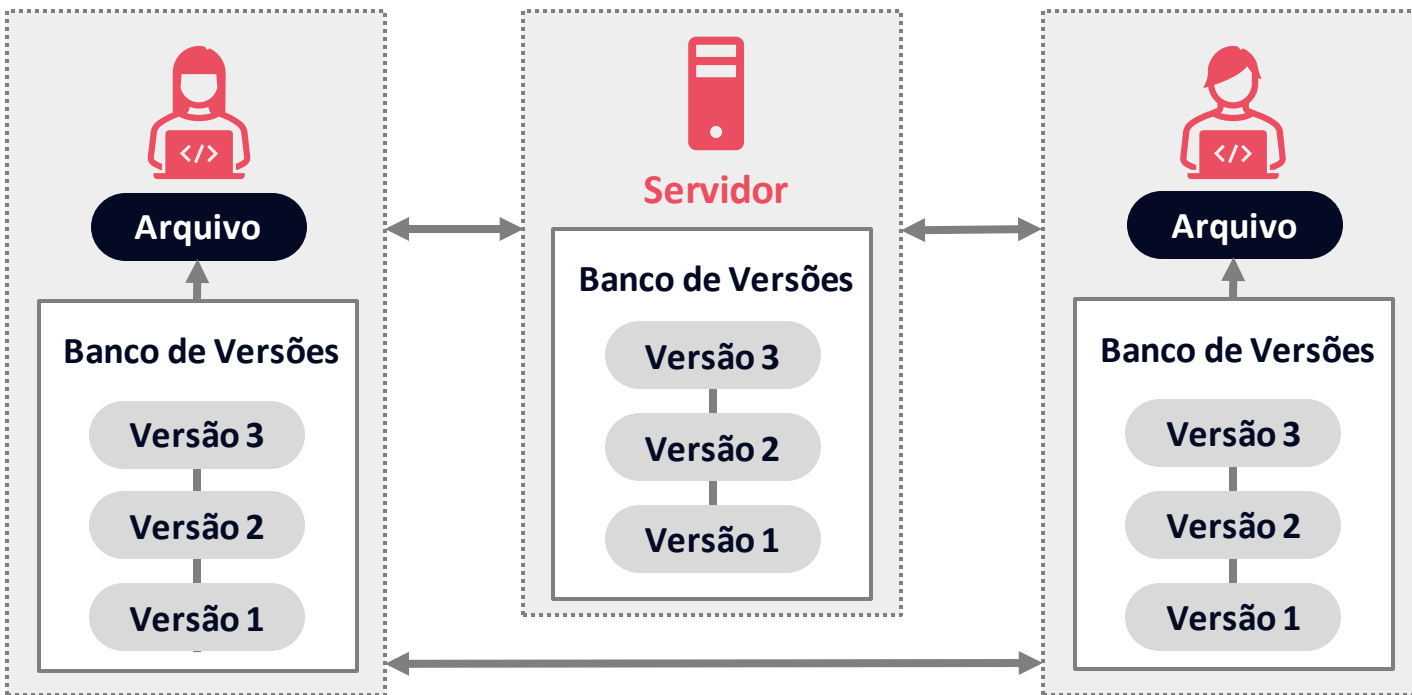 </>
Arquivo
Banco de Versões
Versão 3
Versão 2
Versão 1
Servidor
Banco de Versões
Versão 3
Versão 2
Versão 1
</>
Arquivo
Banco de Versões
Versão 3
Versão 2
Versão 1